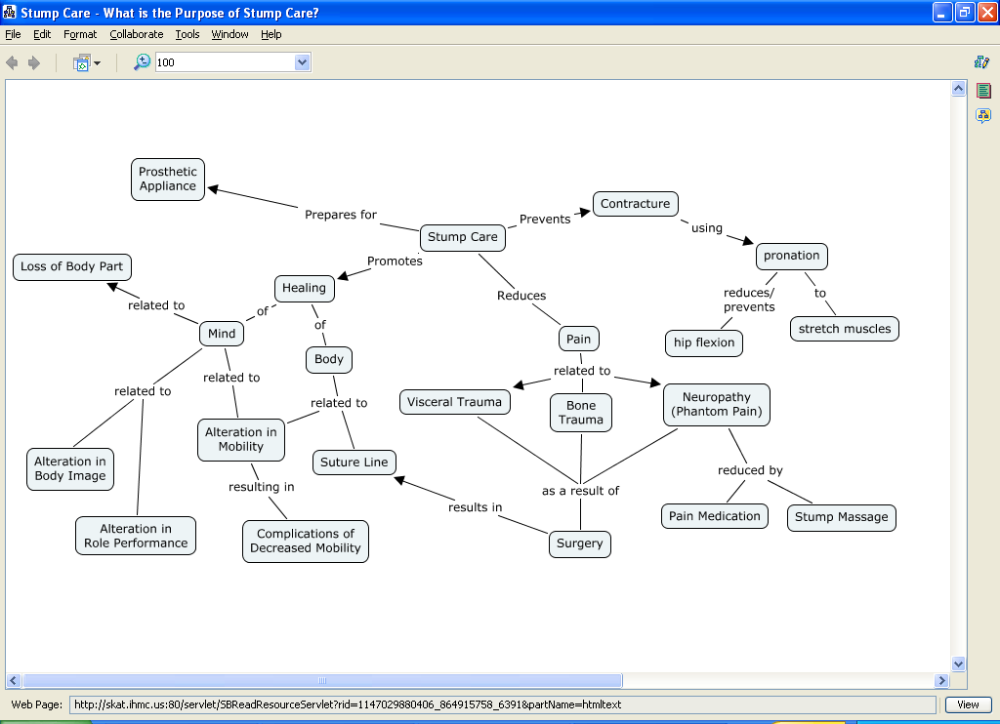 Stump Care - What is the Purpose of Stump Care?
File Edit Format Collaborate Tools Window Help
100
Prosthetic
Appliance
Prepares for
Stump Care
Prevents
Contracture
using
pronation
reduces/
prevents
to
hip flexion
stretch muscles
Promotes
Healing
Reduces
Loss of Body Part
related to
of
of
Mind
Body
Pain
related to
related to
related to
related to
Visceral Trauma
Bone
Trauma
Neuropathy
(Phantom Pain)
Alteration in
Mobility
Alteration in
Body Image
Suture Line
resulting in
results in
as a result of
reduced by
Pain Medication
Stump Massage
Alteration in
Role Performance
Complications of
Decreased Mobility
Surgery
Web Page: http://skat.ihmc.us:80/servlet/SBReadResourceServlet?rid=1147029880406_864915758_6391&partName=htmltext View